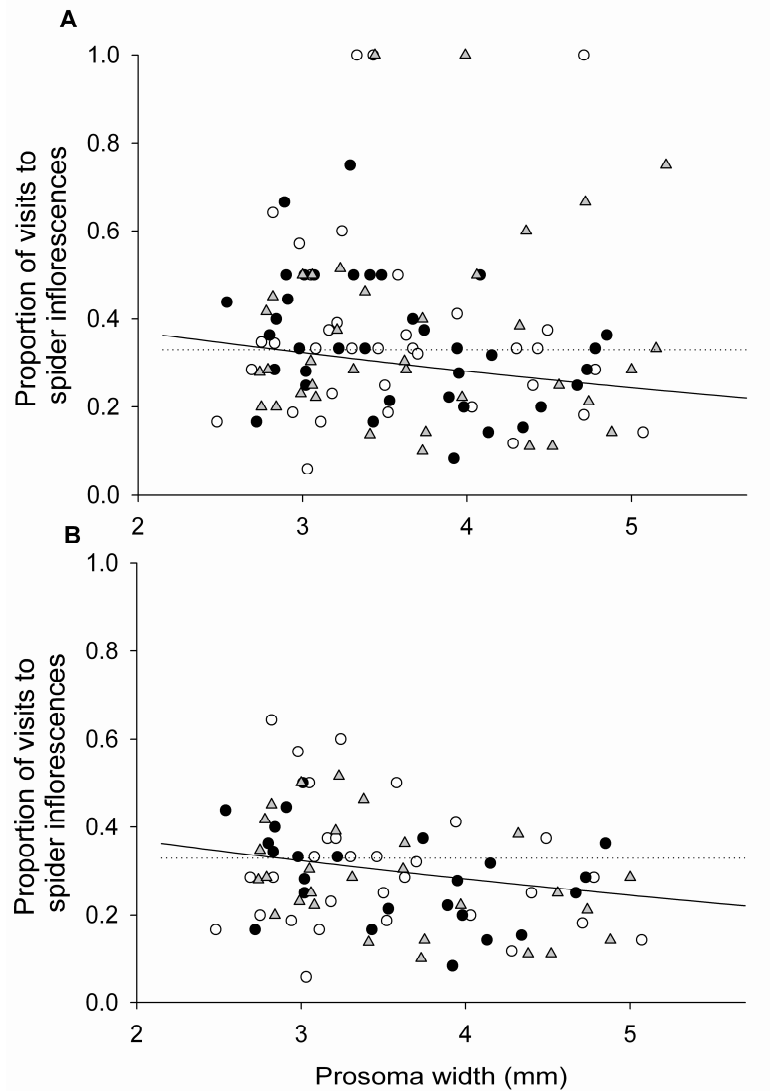 A
Proportion of visits to
spider inflorescences
1.0
0.8
0.6
0.4
0.2
0.0
2 3 4 5
B
Proportion of visits to
spider inflorescences
1.0
0.8
0.6
0.4
0.2
0.0
2 3 4 5
Prosoma width (mm)